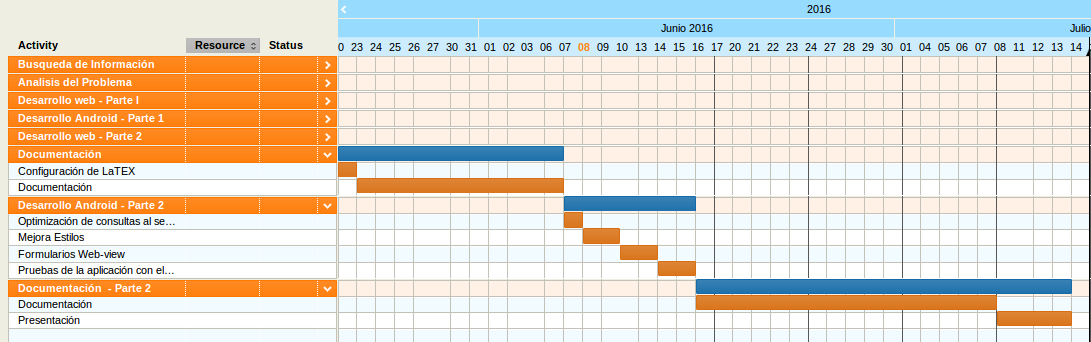 2016
Junio 2016 Julio
Activity Resource Status 0 23 24 25 26 27 30 31 01 02 03 06 07 08 09 10 13 14 15 16 17 20 21 22 23 24 27 28 29 30 01 04 05 06 07 08 11 12 13 14
Busqueda de Información
Analisis del Problema
Desarrollo web - Parte I
Desarrollo Android - Parte 1
Desarrollo web - Parte 2
Documentación
Configuración de LaTEX
Documentación
Desarrollo Android - Parte 2
Optimización de consultas al se...
Mejora Estilos
Formularios Web-view
Pruebas de la aplicación con el...
Documentación - Parte 2
Documentación
Presentación